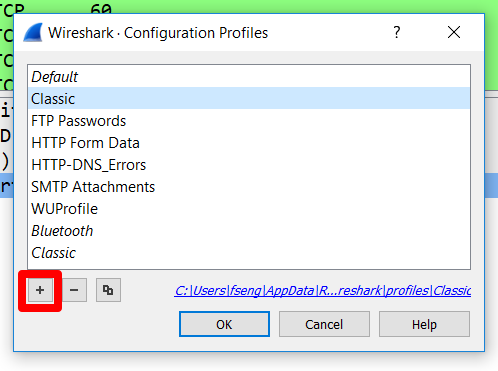 TCP 60
Wireshark · Configuration Profiles
? ×
Default
Classic
FTP Passwords
HTTP Form Data
HTTP-DNS_Errors
SMTP Attachments
WUProfile
Bluetooth
Classic
+ −
C:\Users\fseng\AppData\R...reshark\profiles\Classic
OK Cancel Help